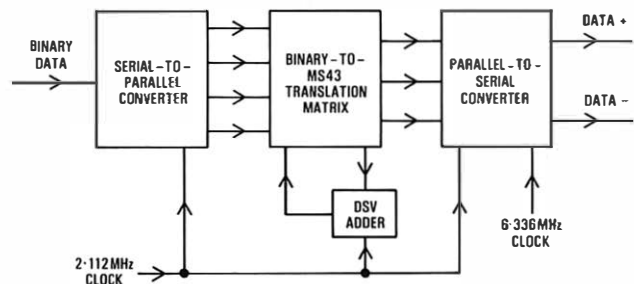 BINARY
DATA
SERIAL-TO-
PARALLEL
CONVERTER
BINARY-TO-
MS43
TRANSLATION
MATRIX
PARALLEL-TO-
SERIAL
CONVERTER
DATA +
DATA -
DSV
ADDER
2·112MHz
CLOCK
6·336MHz
CLOCK